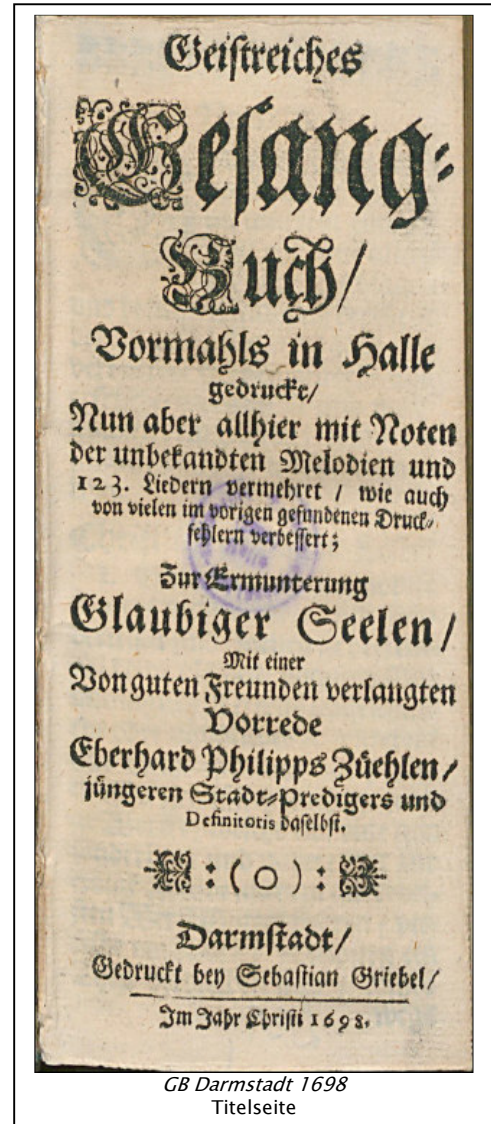 Geistreiches
Gesang-
Buch/
Vormahls in Halle
gedruckt/
Nun aber allhier mit Noten
der unbekandten Melodien und
123. Liedern vermehret / wie auch
von vielen im vorigen gefundenen Druck-
fehlern verbessert;
Zur Ermunterung
Glaubiger Seelen/
Mit einer
Von guten Freunden verlangten
Vorrede
Eberhard Philipps Züehlen/
jüngeren Stadt-Predigers und
Definitoris daselbst.
:( O ):
Darmstadt/
Gedruckt bey Sebastian Griebel/
Im Jahr Christi 1698.
GB Darmstadt 1698
Titelseite